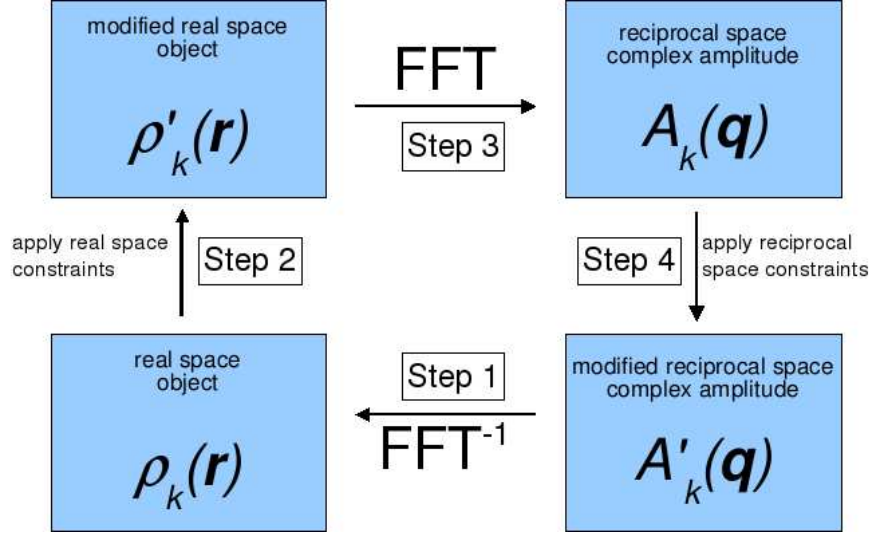 modified real space
object
ρ'k(r)
FFT
Step 3
reciprocal space
complex amplitude
Ak(q)
apply real space
constraints
Step 2
Step 4
apply reciprocal
space constraints
real space
object
ρk(r)
Step 1
FFT-1
modified reciprocal space
complex amplitude
A'k(q)